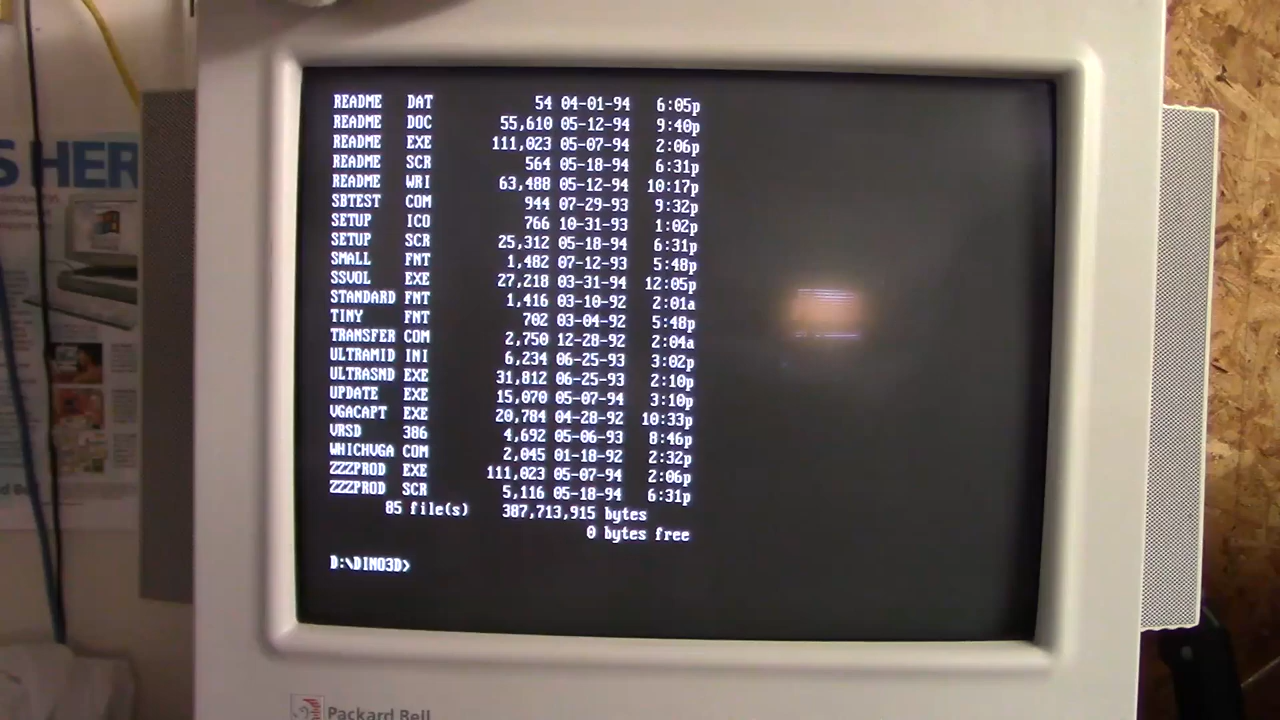 README   DAT            54 04-01-94   6:05p
README   DOC        55,610 05-12-94   9:40p
README   EXE       111,023 05-07-94   2:06p
README   SCR           564 05-18-94   6:31p
README   WRI        63,488 05-12-94  10:17p
SBTEST   COM           944 07-29-93   9:32p
SETUP    ICO           766 10-31-93   1:02p
SETUP    SCR        25,312 05-18-94   6:31p
SMALL    FNT         1,482 07-12-93   5:48p
SSVOL    EXE        27,218 03-31-94  12:05p
STANDARD FNT         1,416 03-10-92   2:01a
TINY     FNT           702 03-04-92   5:48p
TRANSFER COM         2,750 12-28-92   2:04a
ULTRAMID INI         6,234 06-25-93   3:02p
ULTRASND EXE        31,812 06-25-93   2:10p
UPDATE   EXE        15,070 05-07-94   3:10p
VGACAPT  EXE        20,784 04-28-92  10:33p
VRSD     386         4,692 05-06-93   8:46p
WHICHVGA COM         2,045 01-18-92   2:32p
ZZZPROD  EXE       111,023 05-07-94   2:06p
ZZZPROD  SCR         5,116 05-18-94   6:31p
85 file(s)    387,713,915 bytes
0 bytes free
D:\DINO3D>
Packard Bell
S HER